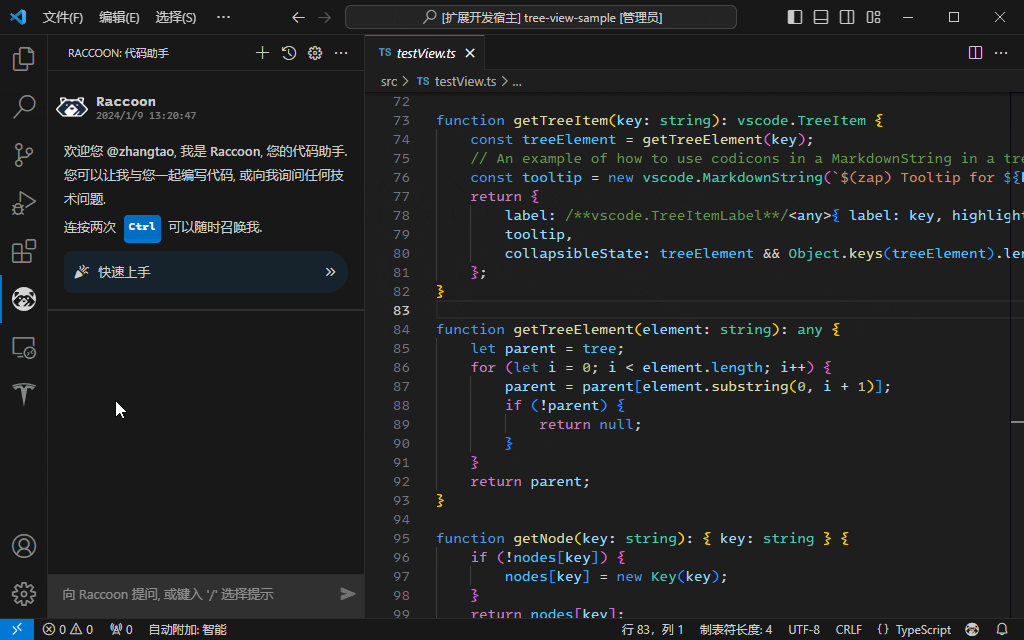 文件(F) 编辑(E) 选择(S) ··· [扩展开发宿主] tree-view-sample [管理员]
RACCOON: 代码助手
Raccoon
2024/1/9 13:20:47
欢迎您 @zhangtao, 我是 Raccoon, 您的代码助手.
您可以让我与您一起编写代码, 或向我询问任何技
术问题.
连按两次 Ctrl 可以随时召唤我.
快速上手 »
向 Raccoon 提问, 或键入 '/' 选择提示
TS testView.ts
src > TS testView.ts > ...
72
73 function getTreeItem(key: string): vscode.TreeItem {
74 const treeElement = getTreeElement(key);
75 // An example of how to use codicons in a MarkdownString in a tre
76 const tooltip = new vscode.MarkdownString(`$(zap) Tooltip for ${k
77 return {
78 label: /**vscode.TreeItemLabel**/<any>{ label: key, highlight
79 tooltip,
80 collapsibleState: treeElement && Object.keys(treeElement).len
81 };
82 }
83
84 function getTreeElement(element: string): any {
85 let parent = tree;
86 for (let i = 0; i < element.length; i++) {
87 parent = parent[element.substring(0, i + 1)];
88 if (!parent) {
89 return null;
90 }
91 }
92 return parent;
93 }
94
95 function getNode(key: string): { key: string } {
96 if (!nodes[key]) {
97 nodes[key] = new Key(key);
98 }
99 return nodes[key];
0 0 0 自动附加: 智能 行 83, 列 1 制表符长度: 4 UTF-8 CRLF {} TypeScript